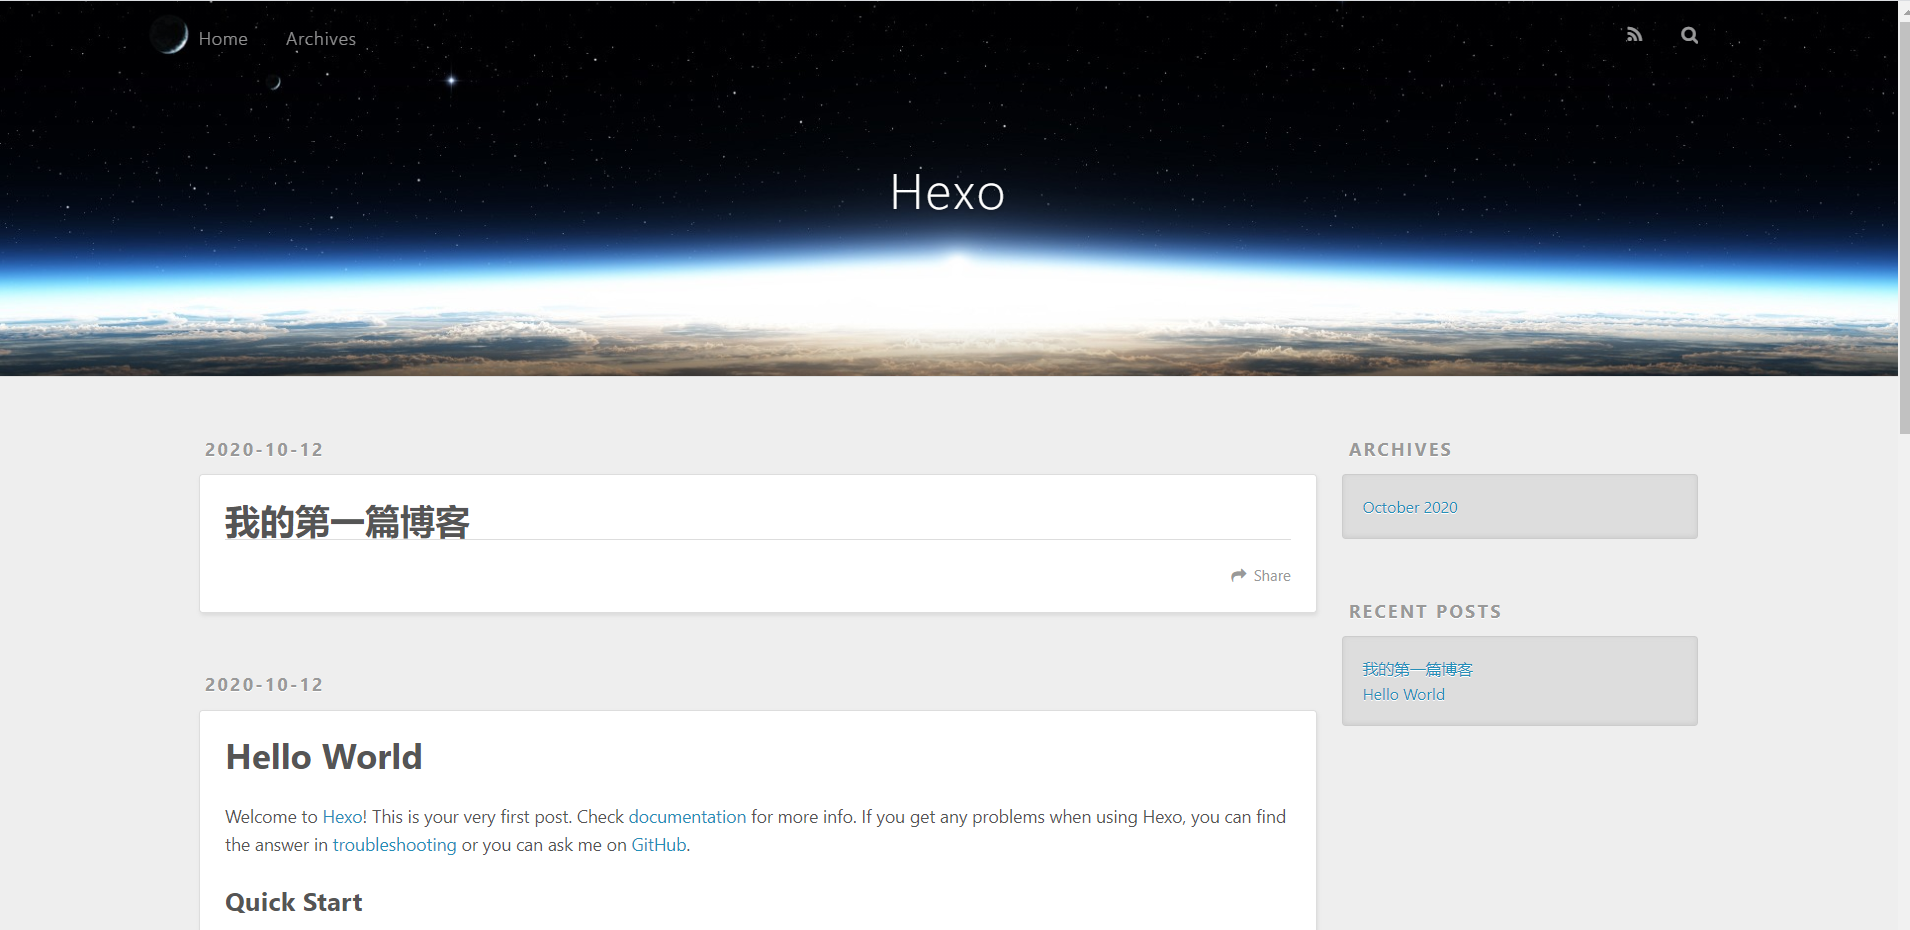 Home Archives
Hexo
2020-10-12
我的第一篇博客
Share
2020-10-12
Hello World
Welcome to Hexo! This is your very first post. Check documentation for more info. If you get any problems when using Hexo, you can find
the answer in troubleshooting or you can ask me on GitHub.
Quick Start
ARCHIVES
October 2020
RECENT POSTS
我的第一篇博客
Hello World